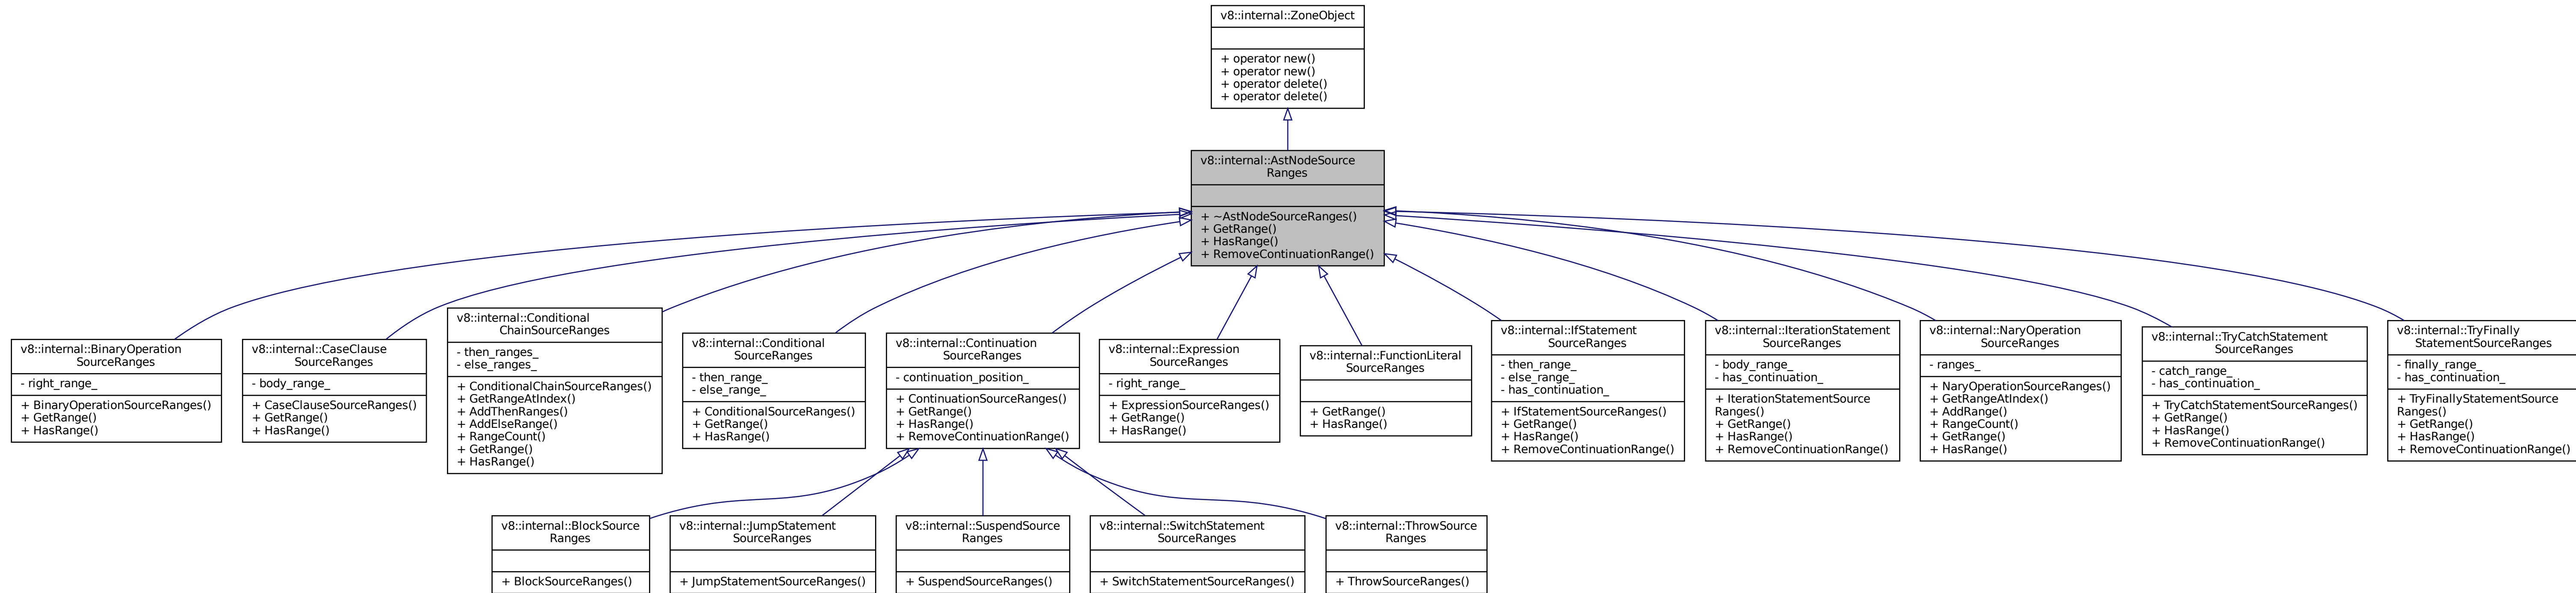 v8::internal::ZoneObject
+ operator new()
+ operator new()
+ operator delete()
+ operator delete()
v8::internal::AstNodeSource
Ranges
+ ~AstNodeSourceRanges()
+ GetRange()
+ HasRange()
+ RemoveContinuationRange()
v8::internal::BinaryOperation
SourceRanges
- right_range_
+ BinaryOperationSourceRanges()
+ GetRange()
+ HasRange()
v8::internal::CaseClause
SourceRanges
- body_range_
+ CaseClauseSourceRanges()
+ GetRange()
+ HasRange()
v8::internal::Conditional
ChainSourceRanges
- then_ranges_
- else_ranges_
+ ConditionalChainSourceRanges()
+ GetRangeAtIndex()
+ AddThenRanges()
+ AddElseRange()
+ RangeCount()
+ GetRange()
+ HasRange()
v8::internal::Conditional
SourceRanges
- then_range_
- else_range_
+ ConditionalSourceRanges()
+ GetRange()
+ HasRange()
v8::internal::Continuation
SourceRanges
- continuation_position_
+ ContinuationSourceRanges()
+ GetRange()
+ HasRange()
+ RemoveContinuationRange()
v8::internal::Expression
SourceRanges
- right_range_
+ ExpressionSourceRanges()
+ GetRange()
+ HasRange()
v8::internal::FunctionLiteral
SourceRanges
+ GetRange()
+ HasRange()
v8::internal::IfStatement
SourceRanges
- then_range_
- else_range_
- has_continuation_
+ IfStatementSourceRanges()
+ GetRange()
+ HasRange()
+ RemoveContinuationRange()
v8::internal::IterationStatement
SourceRanges
- body_range_
- has_continuation_
+ IterationStatementSource
Ranges()
+ GetRange()
+ HasRange()
+ RemoveContinuationRange()
v8::internal::NaryOperation
SourceRanges
- ranges_
+ NaryOperationSourceRanges()
+ GetRangeAtIndex()
+ AddRange()
+ RangeCount()
+ GetRange()
+ HasRange()
v8::internal::TryCatchStatement
SourceRanges
- catch_range_
- has_continuation_
+ TryCatchStatementSourceRanges()
+ GetRange()
+ HasRange()
+ RemoveContinuationRange()
v8::internal::TryFinally
StatementSourceRanges
- finally_range_
- has_continuation_
+ TryFinallyStatementSource
Ranges()
+ GetRange()
+ HasRange()
+ RemoveContinuationRange()
v8::internal::BlockSource
Ranges
+ BlockSourceRanges()
v8::internal::JumpStatement
SourceRanges
+ JumpStatementSourceRanges()
v8::internal::SuspendSource
Ranges
+ SuspendSourceRanges()
v8::internal::SwitchStatement
SourceRanges
+ SwitchStatementSourceRanges()
v8::internal::ThrowSource
Ranges
+ ThrowSourceRanges()